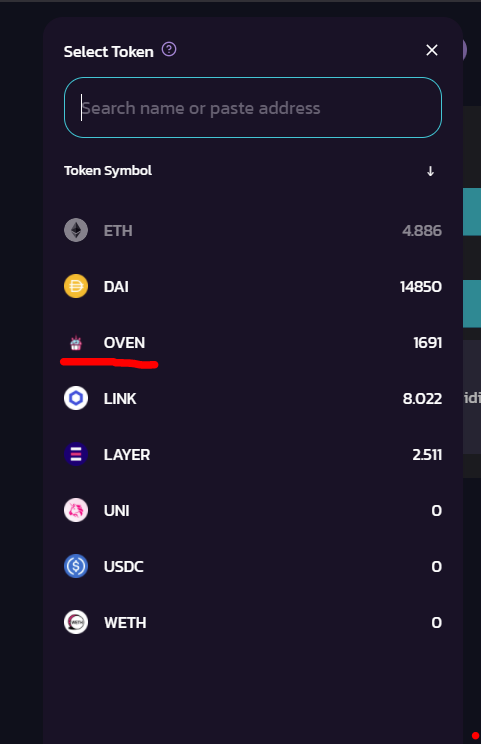 Select Token ?
Search name or paste address
Token Symbol ↓
ETH 4.886
DAI 14850
OVEN 1691
LINK 8.022
LAYER 2.511
UNI 0
USDC 0
WETH 0